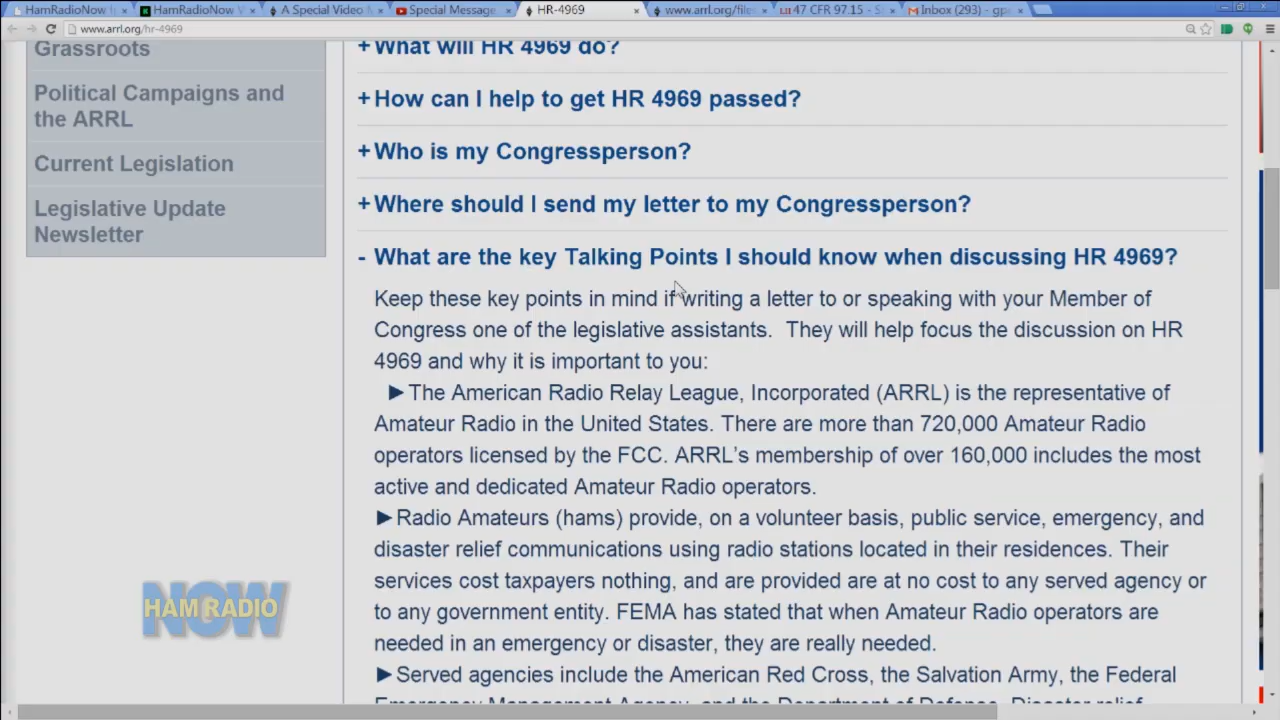 HamRadioNow
HamRadioNow V
A Special Video M
Special Message
HR-4969
www.arrl.org/file
47 CFR 97.15 - S
Inbox (293) - gp
www.arrl.org/hr-4969
Grassroots
Political Campaigns and
the ARRL
Current Legislation
Legislative Update
Newsletter
+What will HR 4969 do?
+How can I help to get HR 4969 passed?
+Who is my Congressperson?
+Where should I send my letter to my Congressperson?
- What are the key Talking Points I should know when discussing HR 4969?
Keep these key points in mind if writing a letter to or speaking with your Member of
Congress one of the legislative assistants.  They will help focus the discussion on HR
4969 and why it is important to you:
►The American Radio Relay League, Incorporated (ARRL) is the representative of
Amateur Radio in the United States. There are more than 720,000 Amateur Radio
operators licensed by the FCC. ARRL's membership of over 160,000 includes the most
active and dedicated Amateur Radio operators.
►Radio Amateurs (hams) provide, on a volunteer basis, public service, emergency, and
disaster relief communications using radio stations located in their residences. Their
services cost taxpayers nothing, and are provided are at no cost to any served agency or
to any government entity. FEMA has stated that when Amateur Radio operators are
needed in an emergency or disaster, they are really needed.
►Served agencies include the American Red Cross, the Salvation Army, the Federal
Emergency Management Agency, and the Department of Defense. Disaster relief
HAM RADIO
NOW